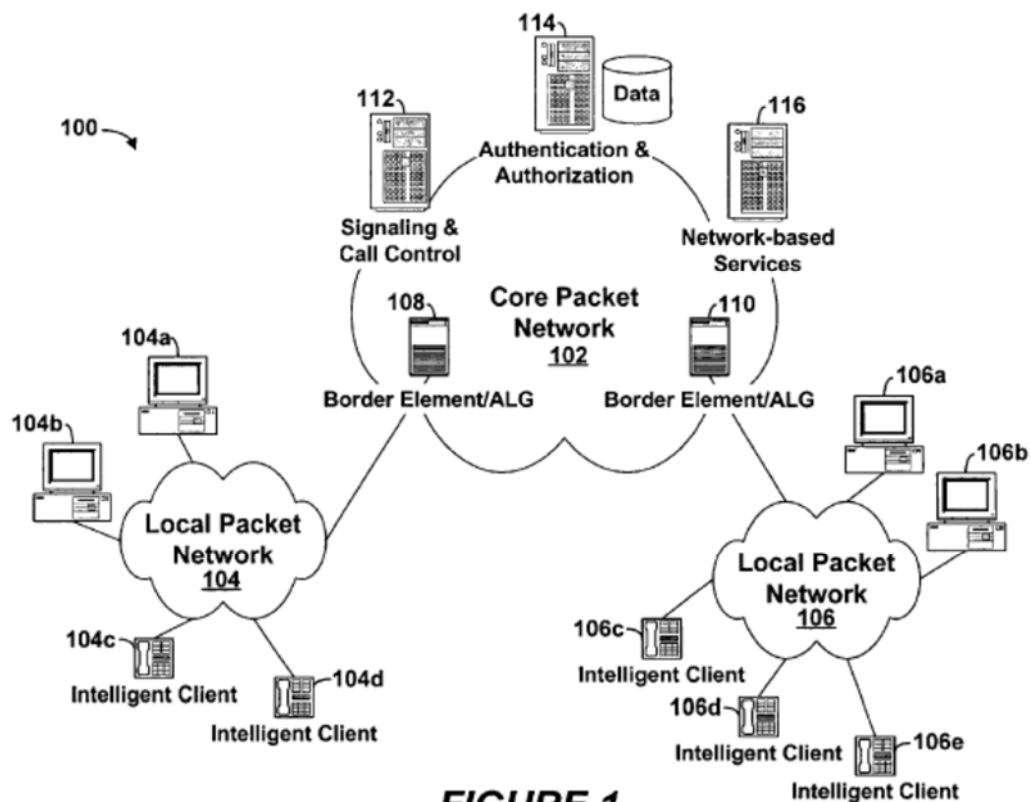 114
Data
112
116
100
Authentication &
Authorization
Signaling &
Call Control
Network-based
Services
108
Core Packet
Network
102
110
104a
Border Element/ALG
Border Element/ALG
106a
104b
106b
Local Packet
Network
104
Local Packet
Network
106
104c
Intelligent Client
104d
Intelligent Client
106c
Intelligent Client
106d
Intelligent Client
106e
Intelligent Client
FIGURE 1